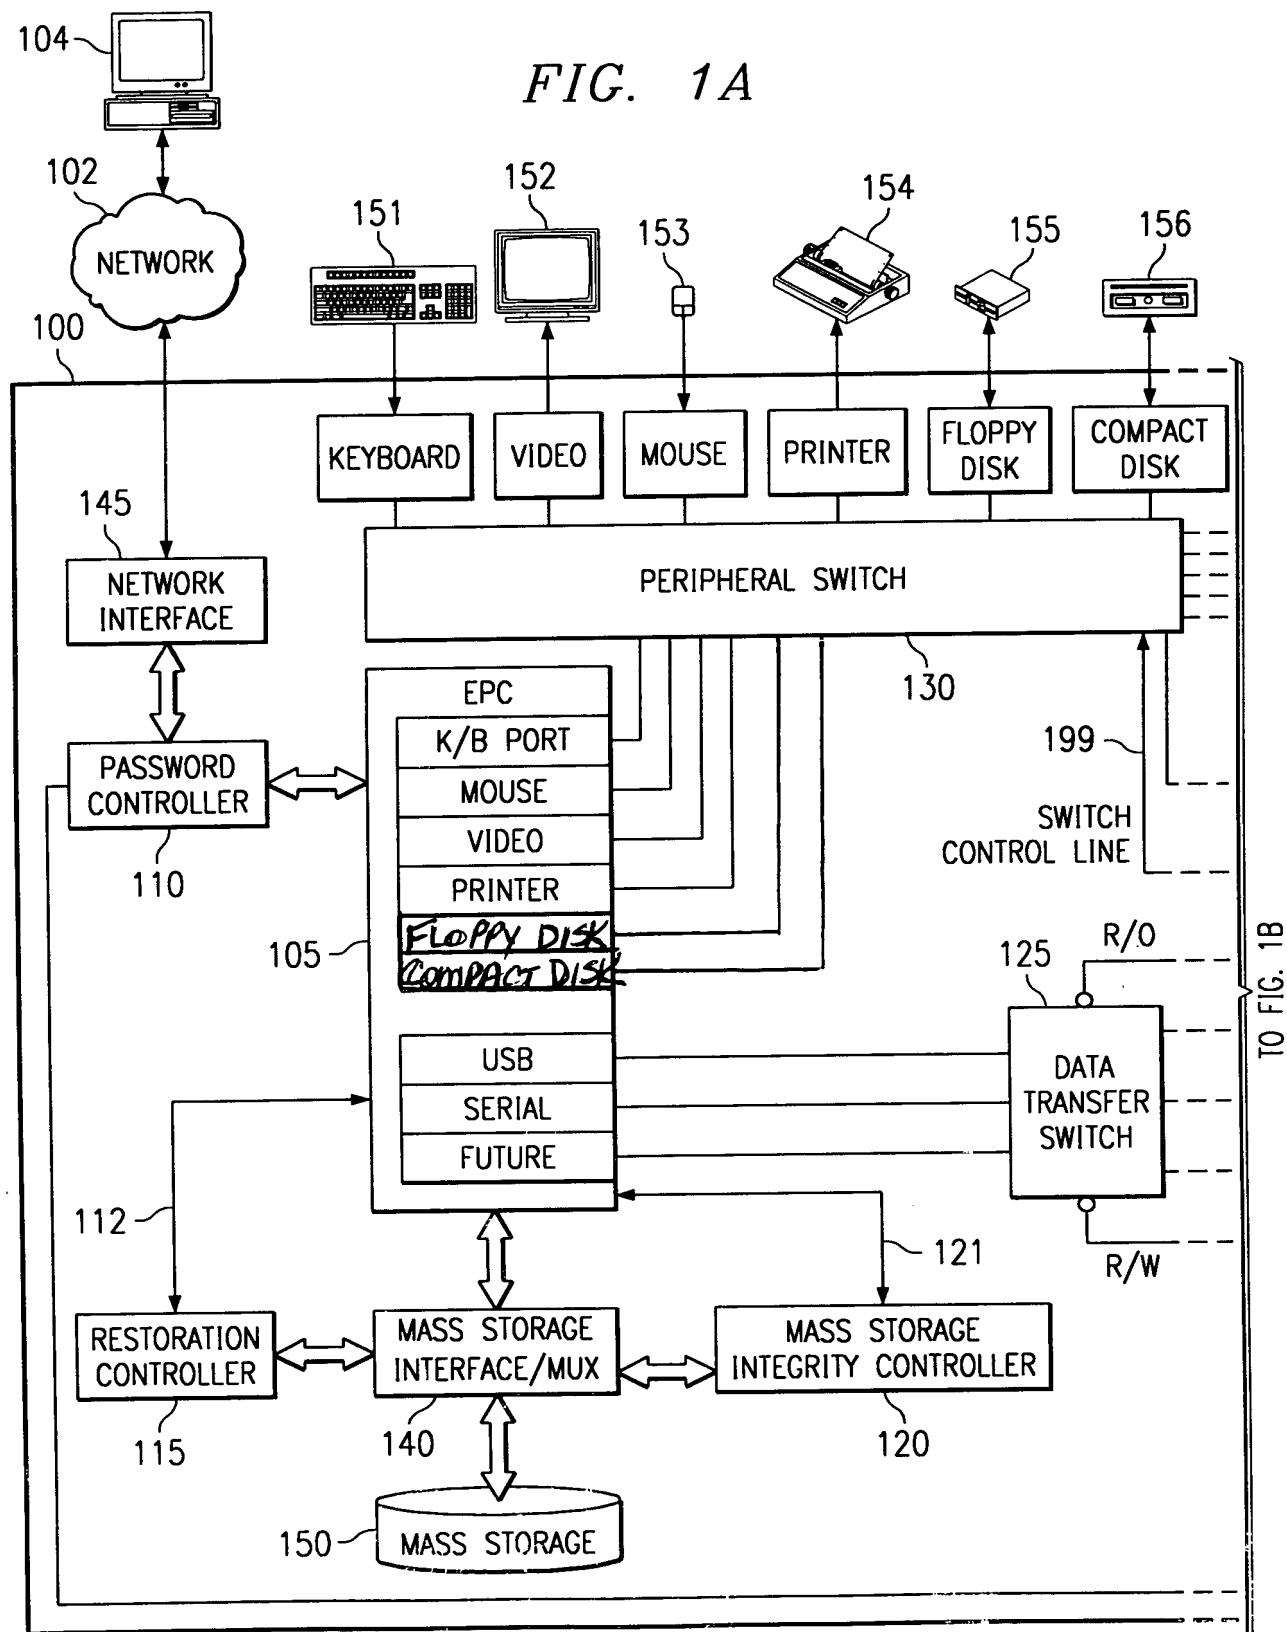 FIG. 1A
104
102
NETWORK
151
152
153
154
155
156
100
KEYBOARD
VIDEO
MOUSE
PRINTER
FLOPPY
DISK
COMPACT
DISK
145
NETWORK
INTERFACE
PERIPHERAL SWITCH
130
EPC
K/B PORT
MOUSE
VIDEO
PRINTER
FLOPPY DISK
COMPACT DISK
USB
SERIAL
FUTURE
105
PASSWORD
CONTROLLER
110
199
SWITCH
CONTROL LINE
R/O
125
DATA
TRANSFER
SWITCH
R/W
TO FIG. 1B
112
121
RESTORATION
CONTROLLER
115
MASS STORAGE
INTERFACE/MUX
140
MASS STORAGE
INTEGRITY CONTROLLER
120
150
MASS STORAGE